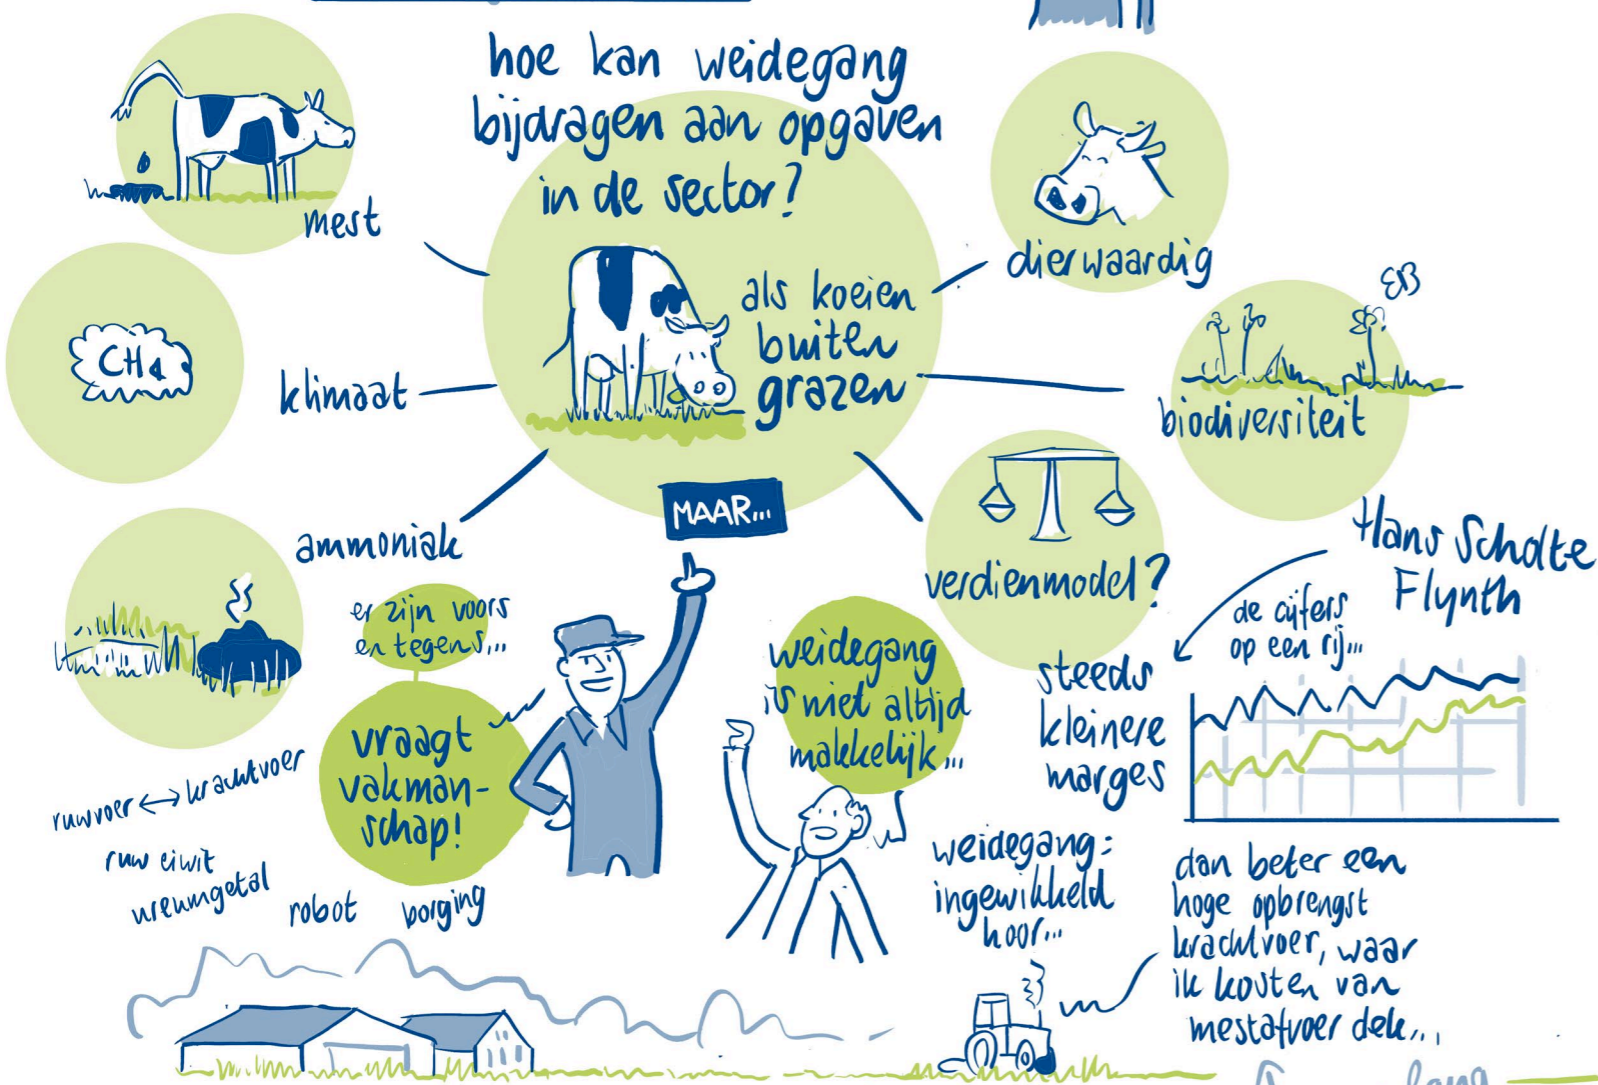 hoe kan weidegang
bijdragen aan opgaven
in de sector?
als koeien
buiten
grazen
mest
CH4
klimaat
ammoniak
dierwaardig
biodiversiteit
verdienmodel?
MAAR...
er zijn voors
en tegens...
vraagt
vakman-
schap!
weidegang
is niet altijd
makkelijk...
Hans Scholte
Flynth
de cijfers
op een rij...
steeds
kleinere
marges
ruwvoer ↔ krachtvoer
ruw eiwit
ureumgetal
robot
borging
weidegang:
ingewikkeld
hoor...
dan beter een
hoge opbrengst
krachtvoer, waar
ik kosten van
mestafvoer dek...